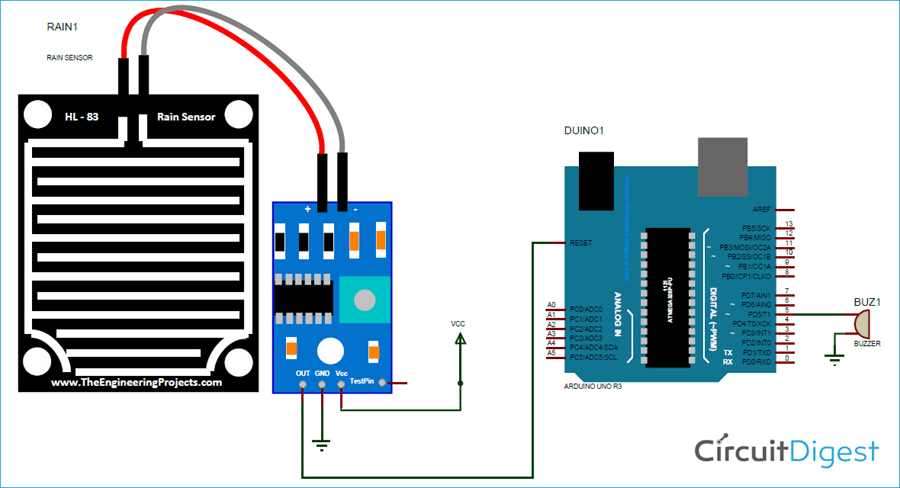 RAIN1
RAIN SENSOR
HL - 83
Rain Sensor
www.TheEngineeringProjects.com
+
-
OUT
GND
Vcc
TestPin
VCC
DUINO1
RESET
A0
PC0/ADC0
A1
PC1/ADC1
A2
PC2/ADC2
A3
PC3/ADC3
A4
PC4/ADC4/SDA
A5
PC5/ADC5/SCL
ANALOG IN
ATMEGA328P-PU
1121
DIGITAL (~PWM)
AREF
13
PB5/SCK
12
PB4/MISO
11
~ PB3/MOSI/OC2A
10
~ PB2/SS/OC1B
9
~ PB1/OC1A
8
PB0/ICP1/CLKO
7
PD7/AIN1
6
~ PD6/AIN0
5
~ PD5/T1
4
PD4/T0/XCK
3
~ PD3/INT1
2
PD2/INT0
1
TX PD1/TXD
0
RX PD0/RXD
ARDUINO UNO R3
BUZ1
BUZZER
CircuitDigest